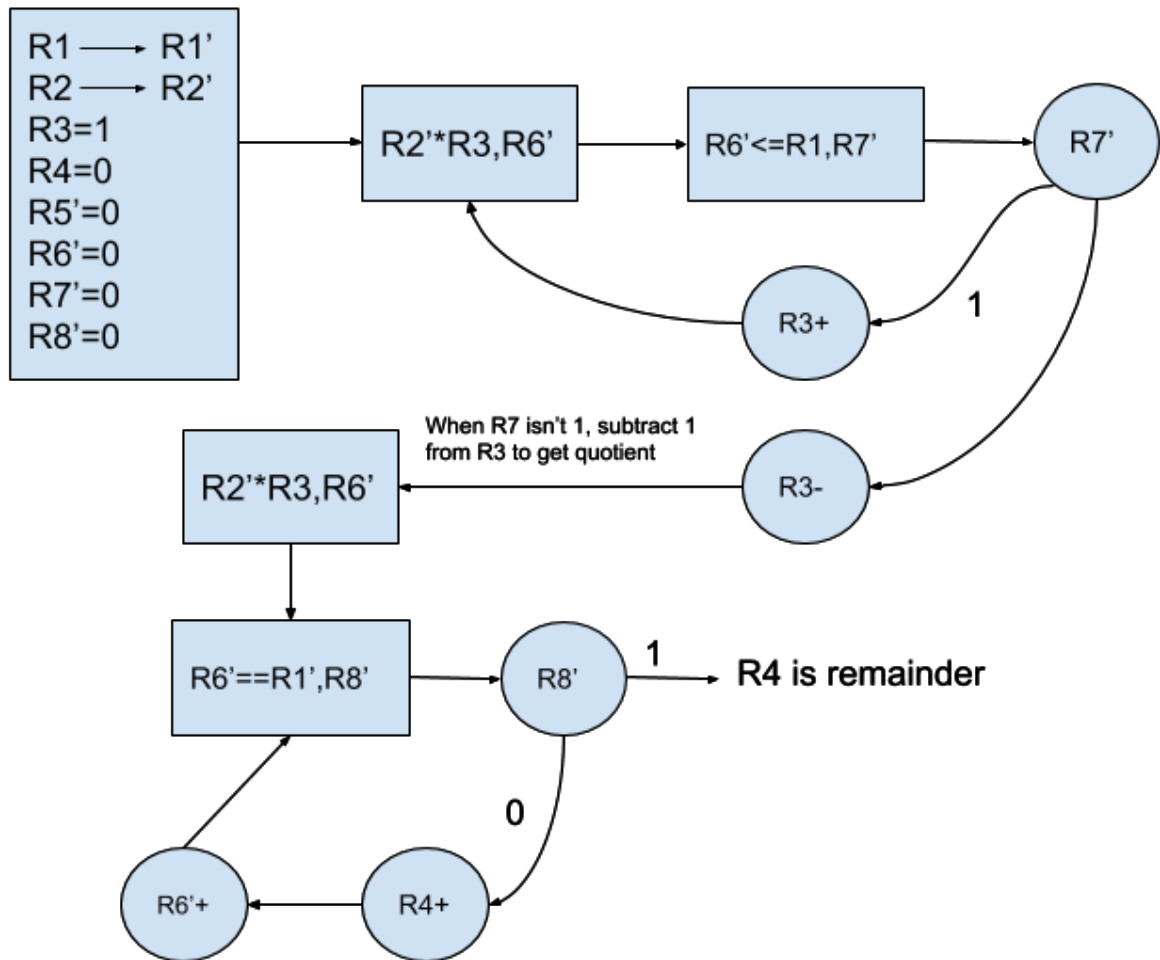 R1 R1’
R2 R2’
R3=1
R4=0
R5’=0
R6’=0
R7’=0
R8’=0
R2’*R3,R6’
R6’<=R1,R7’
R7’
1
R3+
When R7 isn’t 1, subtract 1
from R3 to get quotient
R3-
R2’*R3,R6’
R6’==R1’,R8’
R8’
1
R4 is remainder
0
R4+
R6’+